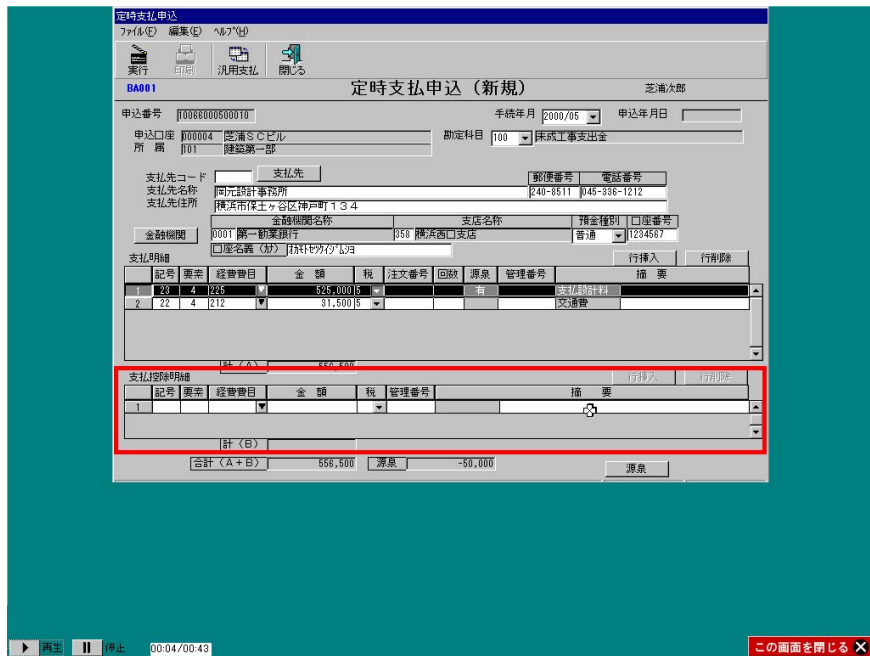 定時支払申込
ファイル(F) 編集(E) ヘルプ(H)
実行 印刷 汎用支払 閉じる
BA001 定時支払申込(新規) 芝浦次郎
申込番号 10066000500010 手続年月 2000/05 申込年月日
申込口座 000004 芝浦SCビル 勘定科目 100 未成工事支出金
所属 101 建築第一部
支払先コード 支払先 郵便番号 電話番号
支払先名称 岡元設計事務所 240-8511 045-336-1212
支払先住所 横浜市保土ヶ谷区神戸町134
金融機関名称 支店名称 預金種別 口座番号
金融機関 0001 第一勧業銀行 358 横浜西口支店 普通 1234567
口座名義(カナ) オカモトセッケイジムショ
支払明細 行挿入 行削除
記号 要素 経費費目 金額 税 注文番号 回数 源泉 管理番号 摘要
1 23 4 225 525,000 5 有 支払設計料
2 22 4 212 31,500 5 交通費
計(A) 556,500
支払控除明細 行挿入 行削除
記号 要素 経費費目 金額 税 管理番号 摘要
1
計(B)
合計(A+B) 556,500 源泉 -50,000 源泉
再生 停止 00:04/00:43 この画面を閉じる